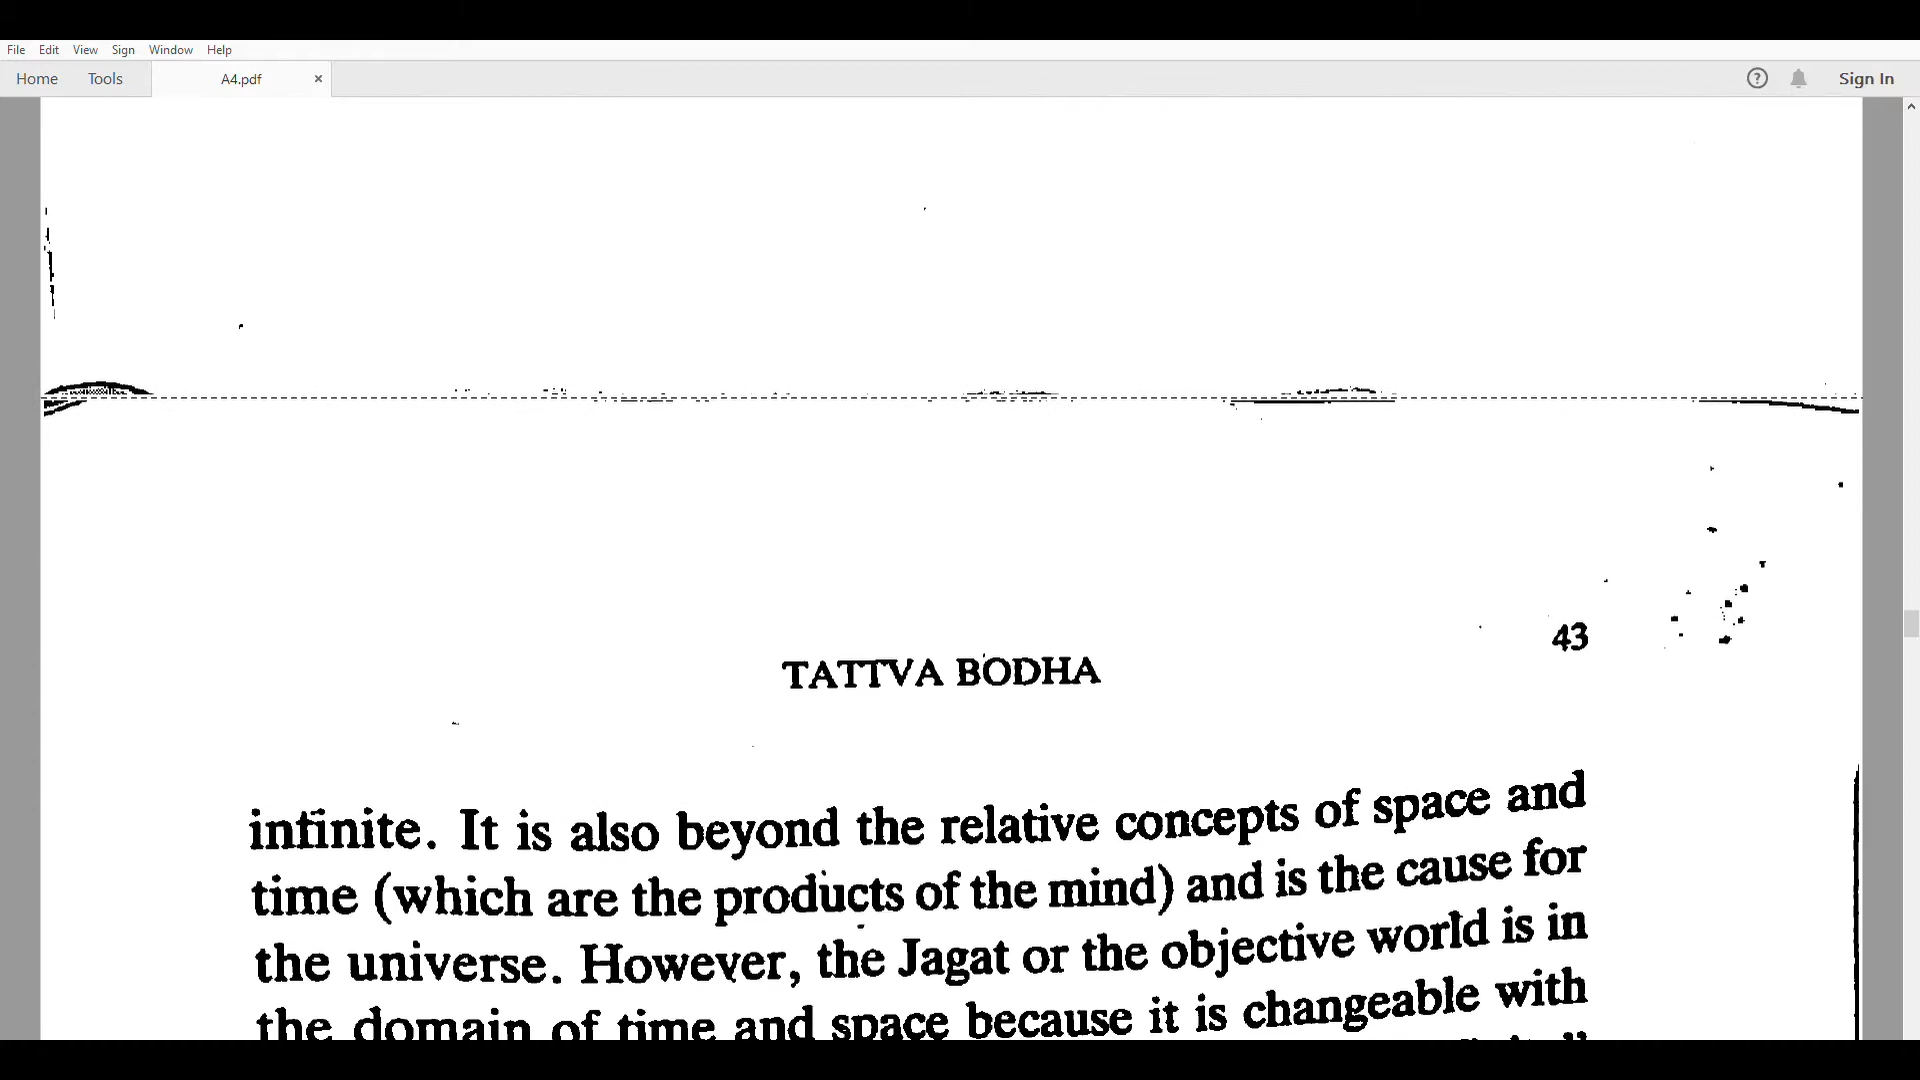 File Edit View Sign Window Help
Home Tools A4.pdf × ? Sign In
43
TATTVA BODHA
infinite. It is also beyond the relative concepts of space and
time (which are the products of the mind) and is the cause for
the universe. However, the Jagat or the objective world is in
the domain of time and space because it is changeable with